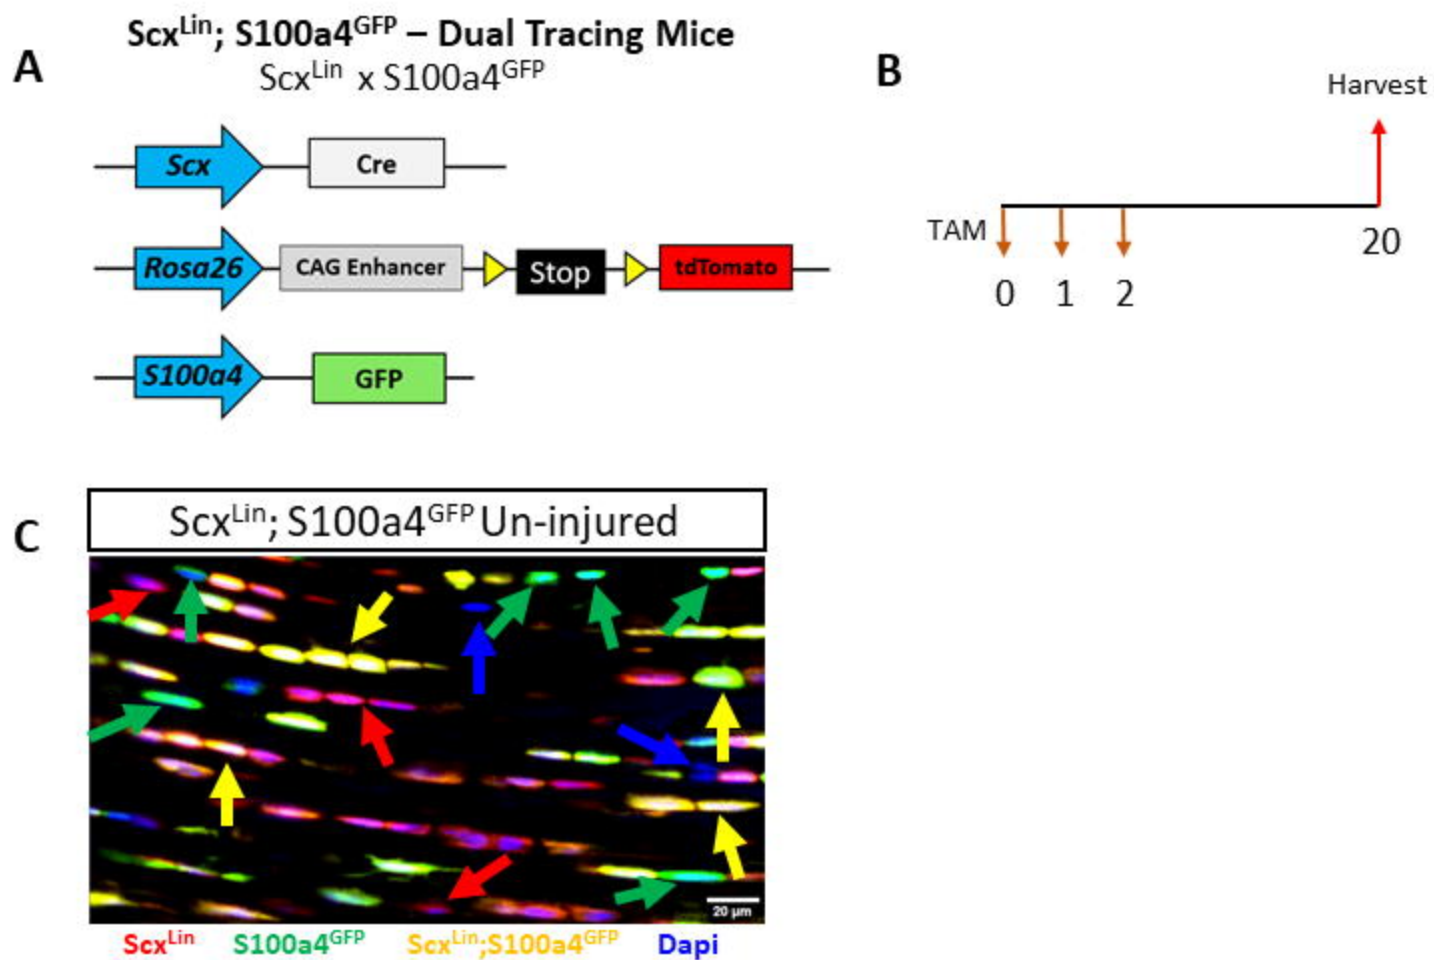 Scx^Lin; S100a4^GFP – Dual Tracing Mice
Scx^Lin x S100a4^GFP
A
Scx
Cre
Rosa26
CAG Enhancer
Stop
tdTomato
S100a4
GFP
B
Harvest
TAM
0 1 2
20
C
Scx^Lin; S100a4^GFP Un-injured
20 µm
Scx^Lin S100a4^GFP Scx^Lin;S100a4^GFP Dapi